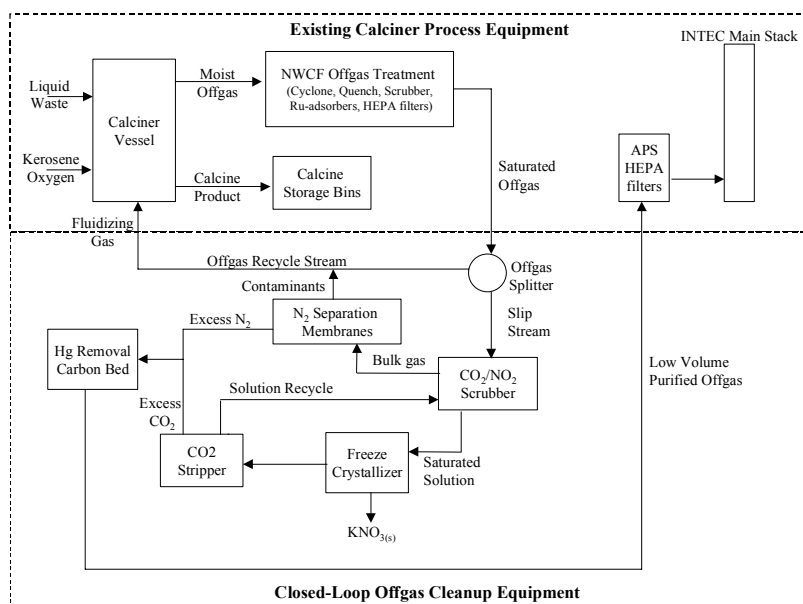 Existing Calciner Process Equipment
INTEC Main Stack
Liquid
Waste
Kerosene
Oxygen
Calciner
Vessel
Moist
Offgas
NWCF Offgas Treatment
(Cyclone, Quench, Scrubber,
Ru-adsorbers, HEPA filters)
Calcine
Product
Calcine
Storage Bins
Saturated
Offgas
APS
HEPA
filters
Fluidizing
Gas
Offgas Recycle Stream
Offgas
Splitter
Contaminants
Slip
Stream
Excess N2
N2 Separation
Membranes
Hg Removal
Carbon Bed
Bulk gas
CO2/NO2
Scrubber
Low Volume
Purified Offgas
Solution Recycle
Excess
CO2
CO2
Stripper
Freeze
Crystallizer
Saturated
Solution
KNO3(s)
Closed-Loop Offgas Cleanup Equipment